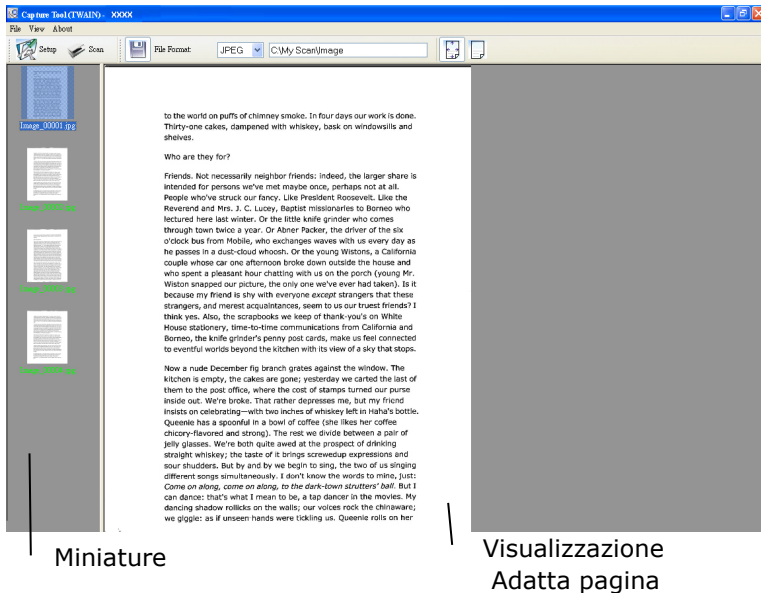 Capture Tool(TWAIN)- XXXX
File View About
Setup Scan File Format: JPEG C:\My Scan\Image
Image_00001.jpg
to the world on puffs of chimney smoke. In four days our work is done.
Thirty-one cakes, dampened with whiskey, bask on windowsills and
shelves.
Who are they for?
Friends. Not necessarily neighbor friends: indeed, the larger share is
intended for persons we've met maybe once, perhaps not at all.
People who've struck our fancy. Like President Roosevelt. Like the
Reverend and Mrs. J. C. Lucey, Baptist missionaries to Borneo who
lectured here last winter. Or the little knife grinder who comes
through town twice a year. Or Abner Packer, the driver of the six
o'clock bus from Mobile, who exchanges waves with us every day as
he passes in a dust-cloud whoosh. Or the young Wistons, a California
couple whose car one afternoon broke down outside the house and
who spent a pleasant hour chatting with us on the porch (young Mr.
Wiston snapped our picture, the only one we've ever had taken). Is it
because my friend is shy with everyone except strangers that these
strangers, and merest acquaintances, seem to us our truest friends? I
think yes. Also, the scrapbooks we keep of thank-you's on White
House stationery, time-to-time communications from California and
Borneo, the knife grinder's penny post cards, make us feel connected
to eventful worlds beyond the kitchen with its view of a sky that stops.
Now a nude December fig branch grates against the window. The
kitchen is empty, the cakes are gone; yesterday we carted the last of
them to the post office, where the cost of stamps turned our purse
inside out. We're broke. That rather depresses me, but my friend
insists on celebrating—with two inches of whiskey left in Haha's bottle.
Queenie has a spoonful in a bowl of coffee (she likes her coffee
chicory-flavored and strong). The rest we divide between a pair of
jelly glasses. We're both quite awed at the prospect of drinking
straight whiskey; the taste of it brings screwedup expressions and
sour shudders. But by and by we begin to sing, the two of us singing
different songs simultaneously. I don't know the words to mine, just:
Come on along, come on along, to the dark-town strutters' ball. But I
can dance: that's what I mean to be, a tap dancer in the movies. My
dancing shadow rollicks on the walls; our voices rock the chinaware;
we giggle: as if unseen hands were tickling us. Queenie rolls on her
Miniature
Visualizzazione
Adatta pagina